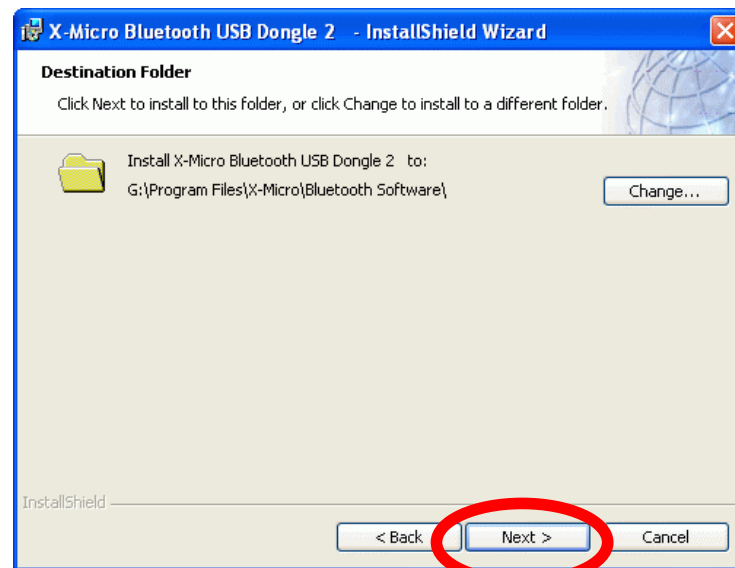 X-Micro Bluetooth USB Dongle 2 - InstallShield Wizard
Destination Folder
Click Next to install to this folder, or click Change to install to a different folder.
Install X-Micro Bluetooth USB Dongle 2 to:
G:\Program Files\X-Micro\Bluetooth Software\
Change...
InstallShield
< Back
Next >
Cancel